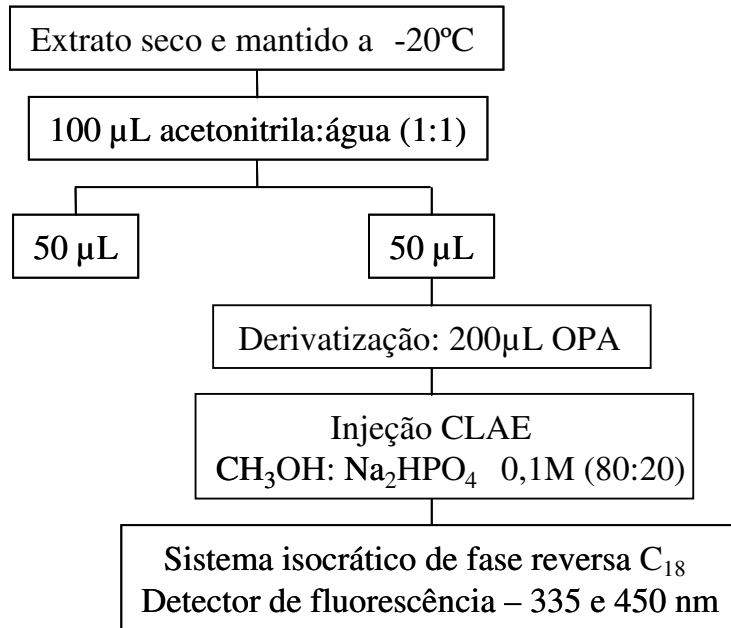 Extrato seco e mantido a -20ºC
100 µL acetonitrila:água (1:1)
50 µL
50 µL
Derivatização: 200µL OPA
Injeção CLAE
CH₃OH: Na₂HPO₄ 0,1M (80:20)
Sistema isocrático de fase reversa C₁₈
Detector de fluorescência – 335 e 450 nm